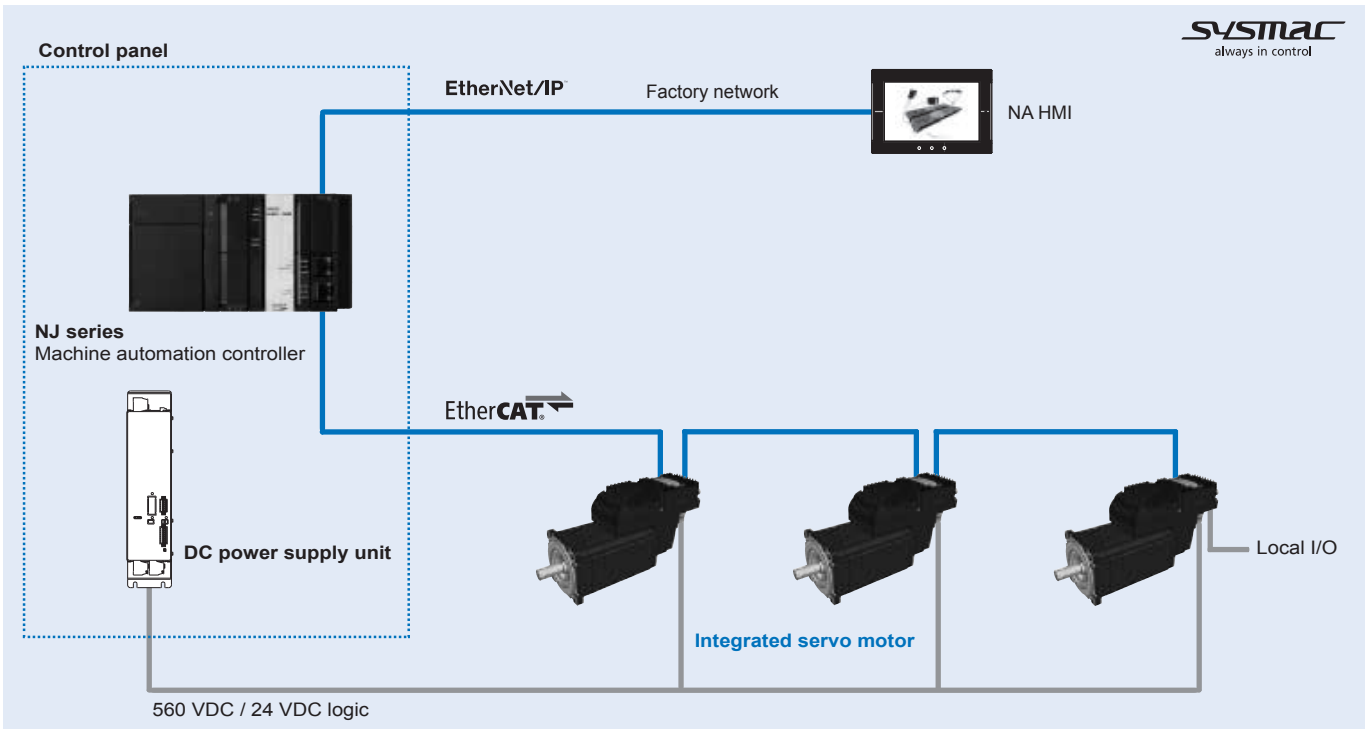 sysmac
always in control
Control panel
EtherNet/IP™
Factory network
NA HMI
NJ series
Machine automation controller
EtherCAT®
DC power supply unit
Local I/O
Integrated servo motor
560 VDC / 24 VDC logic